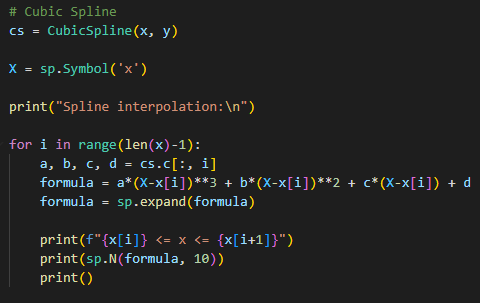 # Cubic Spline
cs = CubicSpline(x, y)
X = sp.Symbol('x')
print("Spline interpolation:\n")
for i in range(len(x)-1):
    a, b, c, d = cs.c[:, i]
    formula = a*(X-x[i])**3 + b*(X-x[i])**2 + c*(X-x[i]) + d
    formula = sp.expand(formula)
    print(f"{x[i]} <= x <= {x[i+1]}")
    print(sp.N(formula, 10))
    print()